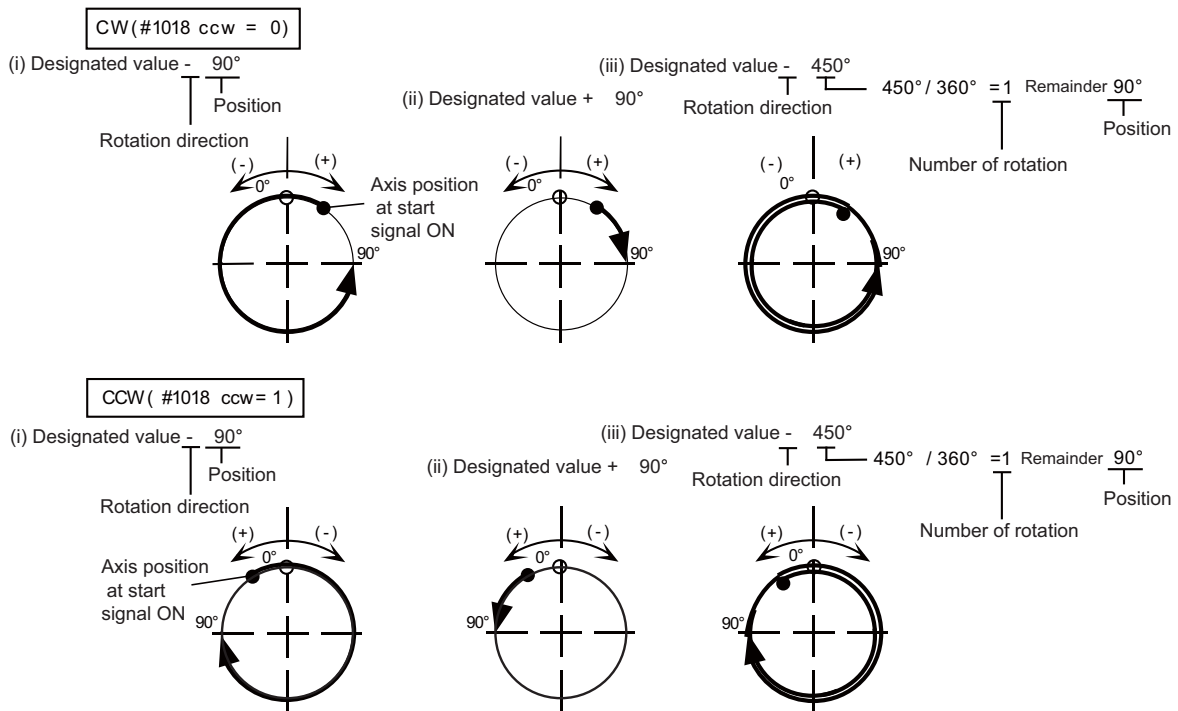 CW(#1018 ccw = 0)
(i) Designated value - 90°
Position
Rotation direction
(-) (+)
0°
Axis position
at start
signal ON
90°
(ii) Designated value + 90°
(-) (+)
0°
90°
(iii) Designated value - 450°
450° / 360° =1 Remainder 90°
Rotation direction
Position
Number of rotation
(-) (+)
0°
90°
CCW( #1018 ccw= 1 )
(i) Designated value - 90°
Position
Rotation direction
(+) (-)
0°
Axis position
at start
signal ON
90°
(ii) Designated value + 90°
(+) (-)
0°
90°
(iii) Designated value - 450°
450° / 360° =1 Remainder 90°
Rotation direction
Position
Number of rotation
(+) (-)
0°
90°